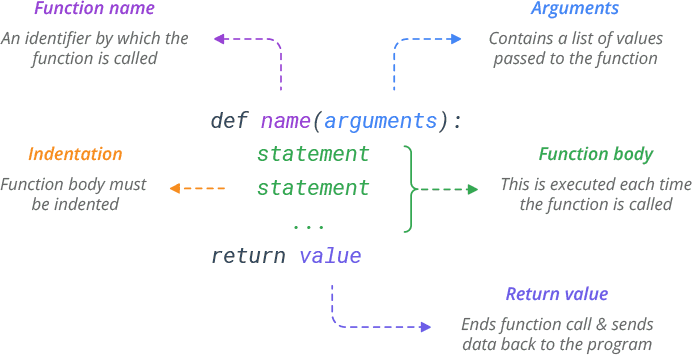 Function name
An identifier by which the
function is called
Arguments
Contains a list of values
passed to the function
def name(arguments):
statement
statement
...
return value
Indentation
Function body must
be indented
Function body
This is executed each time
the function is called
Return value
Ends function call & sends
data back to the program